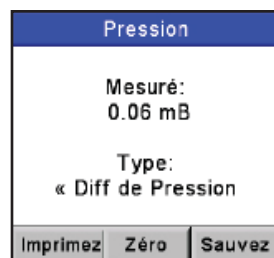 Pression
Mesuré:
0.06 mB
Type:
« Diff de Pression
Imprimez Zéro Sauvez